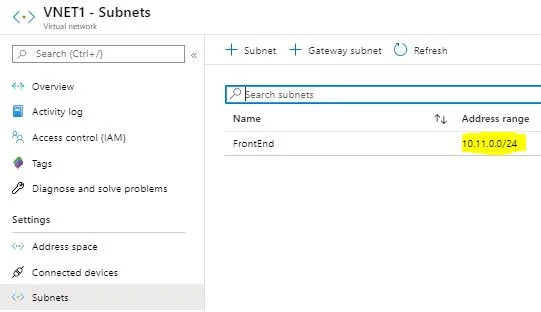 VNET1 - Subnets
Virtual network
Search (Ctrl+/)
«
Overview
Activity log
Access control (IAM)
Tags
Diagnose and solve problems
Settings
Address space
Connected devices
Subnets
+ Subnet + Gateway subnet Refresh
Search subnets
Name ↑↓ Address range
FrontEnd 10.11.0.0/24